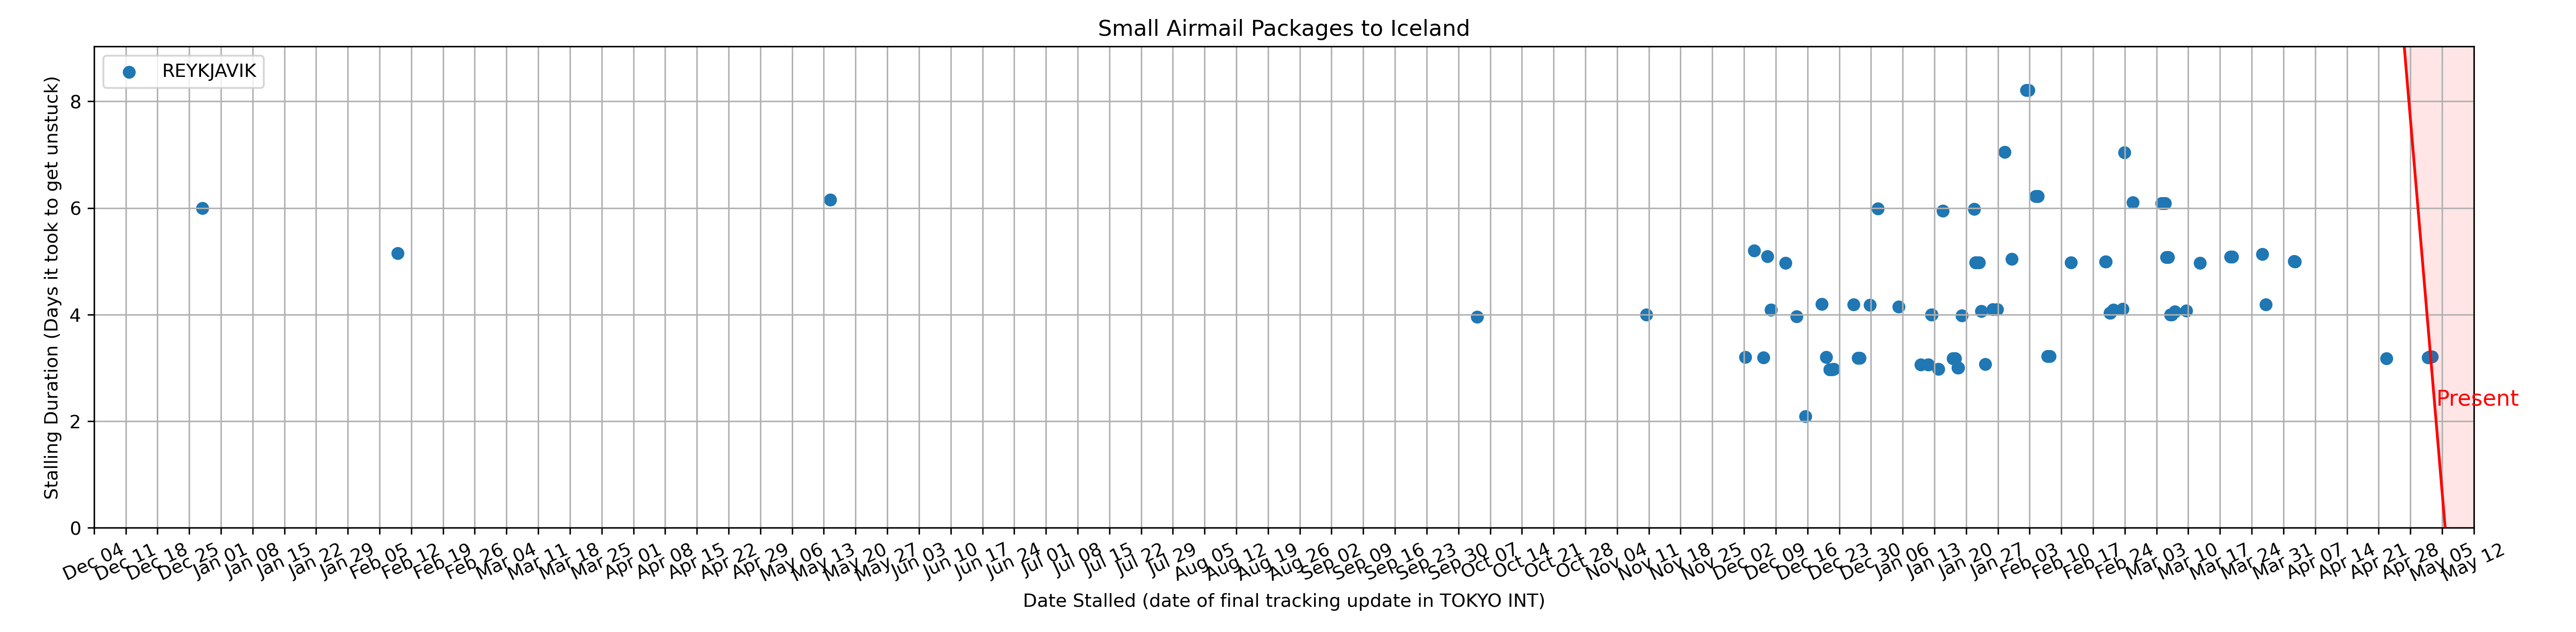 Small Airmail Packages to Iceland
REYKJAVIK
Stalling Duration (Days it took to get unstuck)
8
6
4
2
0
Present
Dec 04 Dec 11 Dec 18 Dec 25 Jan 01 Jan 08 Jan 15 Jan 22 Jan 29 Feb 05 Feb 12 Feb 19 Feb 26 Mar 04 Mar 11 Mar 18 Mar 25 Apr 01 Apr 08 Apr 15 Apr 22 Apr 29 May 06 May 13 May 20 May 27 Jun 03 Jun 10 Jun 17 Jun 24 Jul 01 Jul 08 Jul 15 Jul 22 Jul 29 Aug 05 Aug 12 Aug 19 Aug 26 Sep 02 Sep 09 Sep 16 Sep 23 Sep 30 Oct 07 Oct 14 Oct 21 Oct 28 Nov 04 Nov 11 Nov 18 Nov 25 Dec 02 Dec 09 Dec 16 Dec 23 Dec 30 Jan 06 Jan 13 Jan 20 Jan 27 Feb 03 Feb 10 Feb 17 Feb 24 Mar 03 Mar 10 Mar 17 Mar 24 Mar 31 Apr 07 Apr 14 Apr 21 Apr 28 May 05 May 12
Date Stalled (date of final tracking update in TOKYO INT)